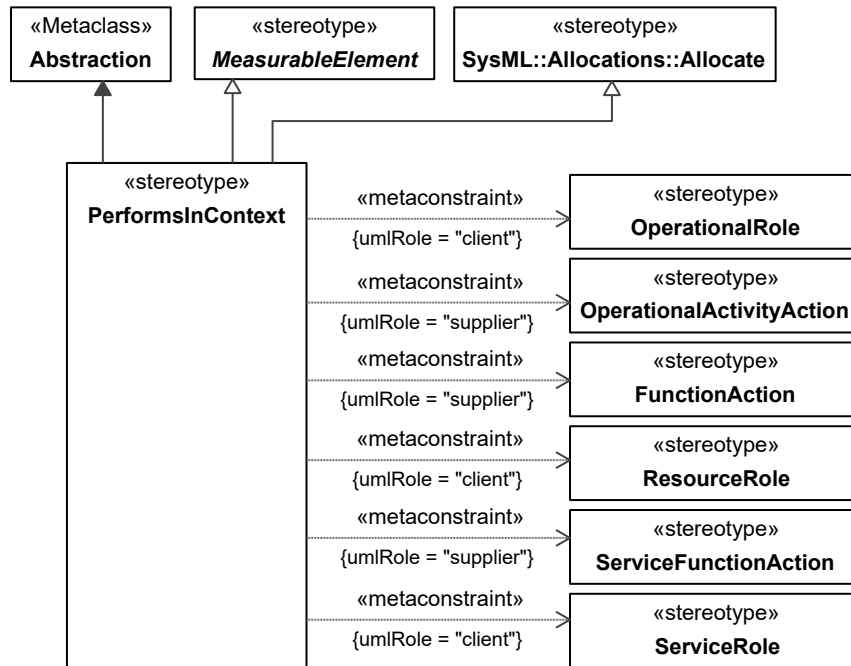 «Metaclass»
Abstraction
«stereotype»
MeasurableElement
«stereotype»
SysML::Allocations::Allocate
«stereotype»
PerformsInContext
«metaconstraint»
{umlRole = "client"}
«stereotype»
OperationalRole
«metaconstraint»
{umlRole = "supplier"}
«stereotype»
OperationalActivityAction
«metaconstraint»
{umlRole = "supplier"}
«stereotype»
FunctionAction
«metaconstraint»
{umlRole = "client"}
«stereotype»
ResourceRole
«metaconstraint»
{umlRole = "supplier"}
«stereotype»
ServiceFunctionAction
«metaconstraint»
{umlRole = "client"}
«stereotype»
ServiceRole